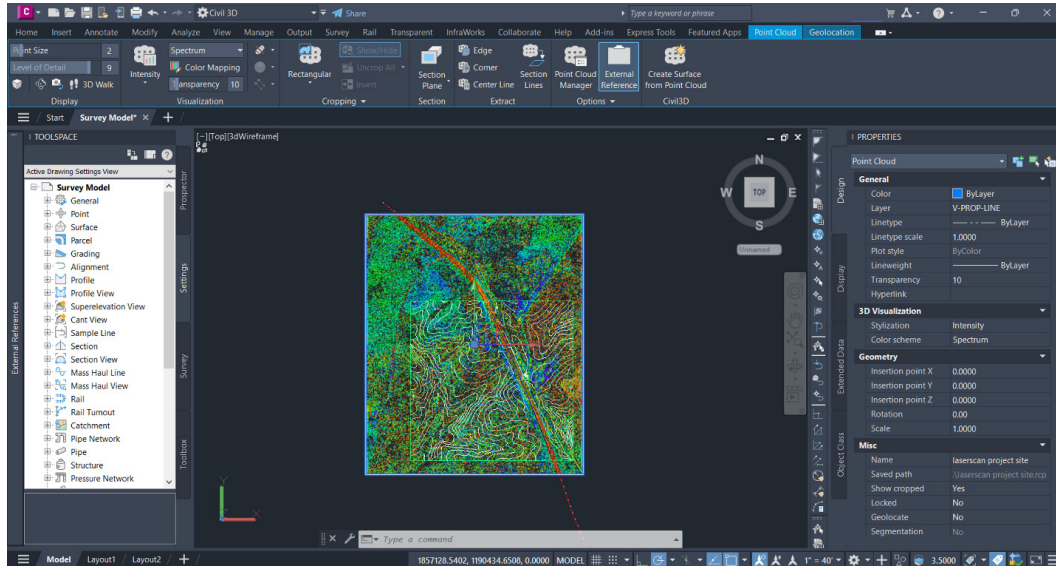 C Civil 3D Share Type a keyword or phrase
Home Insert Annotate Modify Analyze View Manage Output Survey Rail Transparent InfraWorks Collaborate Help Add-ins Express Tools Featured Apps Point Cloud Geolocation
Point Size 2
Level of Detail 9
3D Walk
Display
Spectrum
Color Mapping
Transparency 10
Intensity
Visualization
Rectangular
Show/Hide
Uncrop All
Invert
Cropping
Section Plane
Section
Edge
Corner
Center Line
Section Lines
Extract
Point Cloud Manager
External Reference
Options
Create Surface from Point Cloud
Civil3D
Start Survey Model* +
TOOLSPACE
Active Drawing Settings View
Survey Model
General
Point
Surface
Parcel
Grading
Alignment
Profile
Profile View
Superelevation View
Cant View
Sample Line
Section
Section View
Mass Haul Line
Mass Haul View
Rail
Rail Turnout
Catchment
Pipe Network
Pipe
Structure
Pressure Network
External References
Prospector
Settings
Survey
Toolbox
[−][Top][3dWireframe]
N
W TOP E
S
Unnamed
Y
Type a command
PROPERTIES
Point Cloud
Design
Display
Extended Data
Object Class
General
Color ByLayer
Layer V-PROP-LINE
Linetype ByLayer
Linetype scale 1.0000
Plot style ByColor
Lineweight ByLayer
Transparency 10
Hyperlink
3D Visualization
Stylization Intensity
Color scheme Spectrum
Geometry
Insertion point X 0.0000
Insertion point Y 0.0000
Insertion point Z 0.0000
Rotation 0.00
Scale 1.0000
Misc
Name laserscan project site
Saved path .\laserscan project site.rcp
Show cropped Yes
Locked No
Geolocate No
Segmentation No
Model Layout1 Layout2 + 1857128.5402, 1190434.6508, 0.0000 MODEL 1" = 40' 3.5000